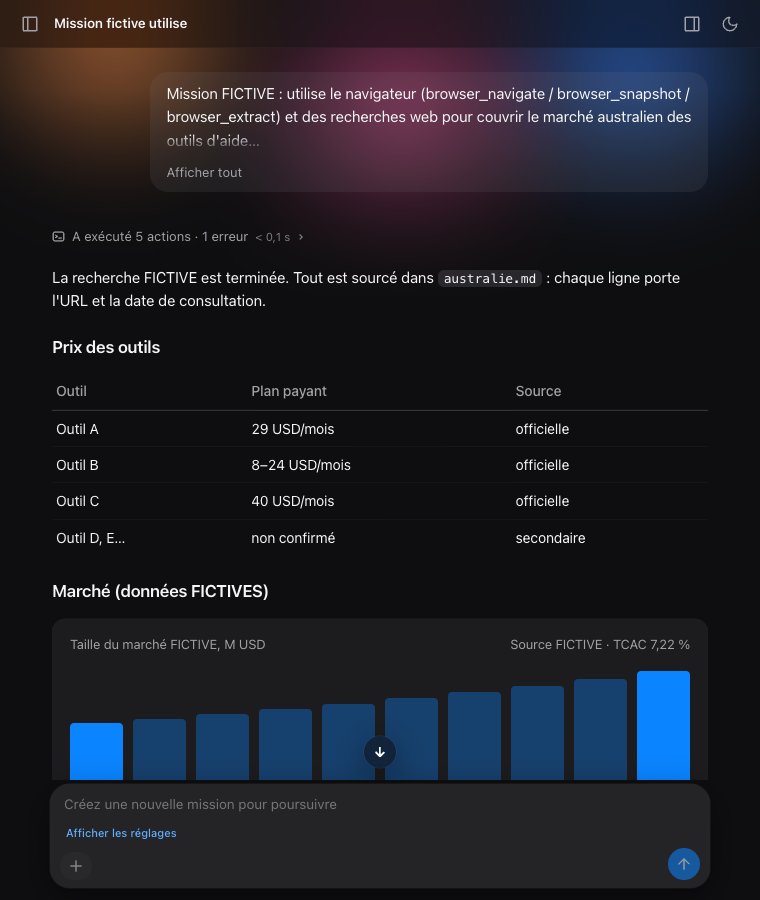 Mission fictive utilise
Mission FICTIVE : utilise le navigateur (browser_navigate / browser_snapshot /
browser_extract) et des recherches web pour couvrir le marché australien des
outils d'aide…
Afficher tout
A exécuté 5 actions · 1 erreur < 0,1 s ›
La recherche FICTIVE est terminée. Tout est sourcé dans australie.md : chaque ligne porte
l'URL et la date de consultation.
Prix des outils
Outil Plan payant Source
Outil A 29 USD/mois officielle
Outil B 8–24 USD/mois officielle
Outil C 40 USD/mois officielle
Outil D, E… non confirmé secondaire
Marché (données FICTIVES)
Taille du marché FICTIVE, M USD Source FICTIVE · TCAC 7,22 %
Créez une nouvelle mission pour poursuivre
Afficher les réglages